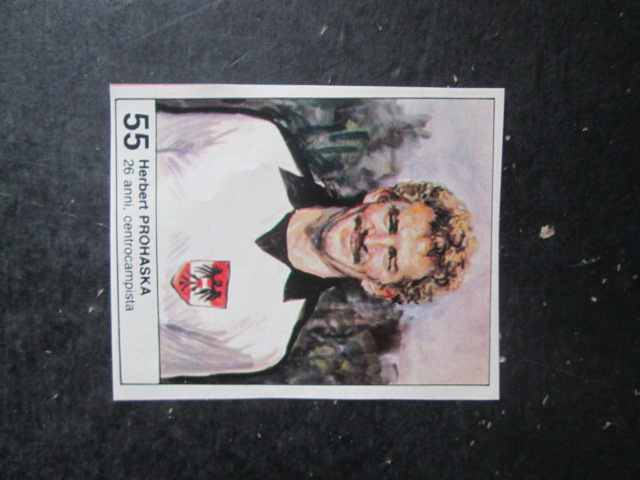 55
Herbert PROHASKA
26 anni, centrocampista